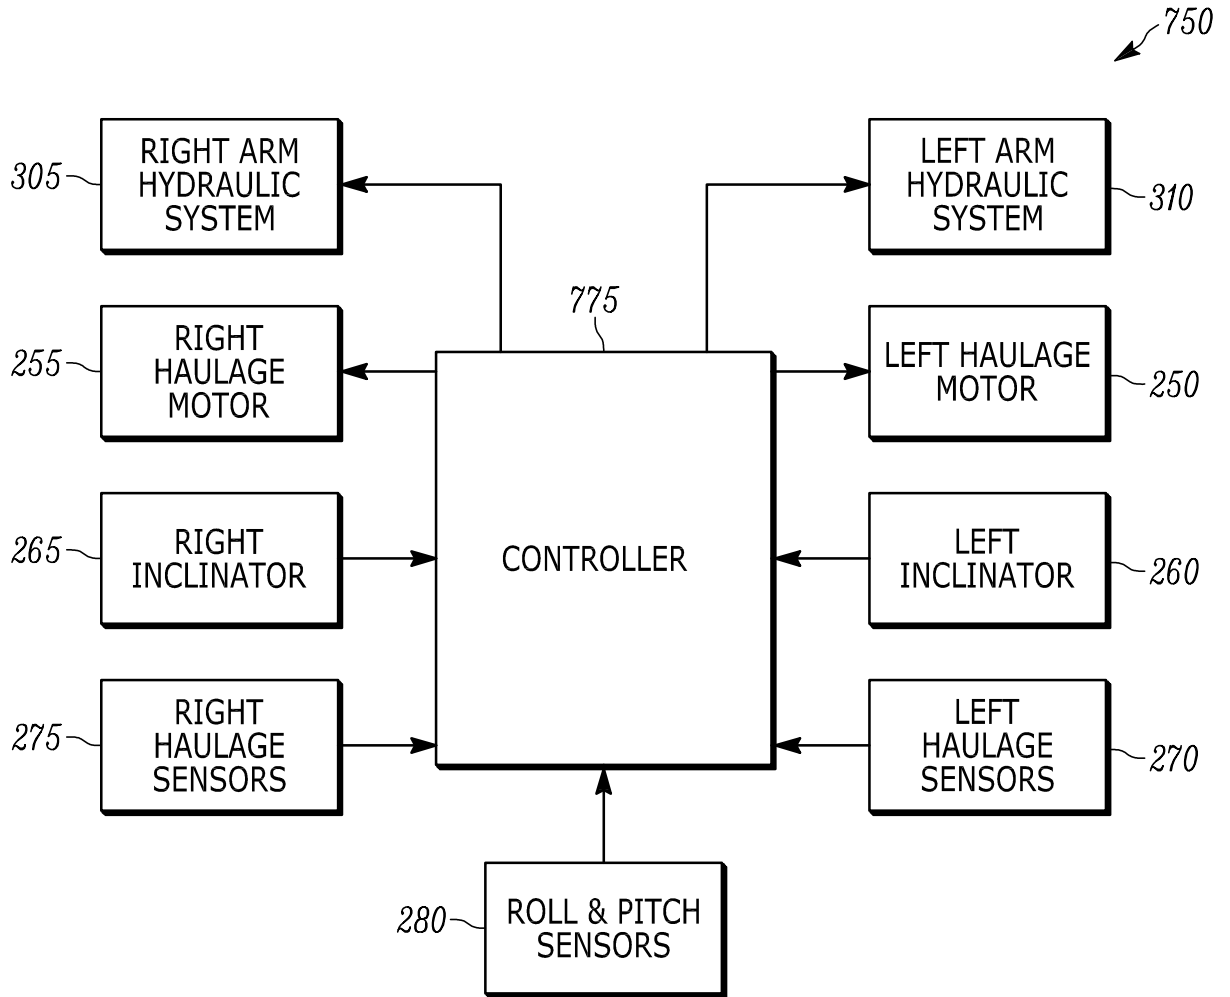 750
305
RIGHT ARM
HYDRAULIC
SYSTEM
LEFT ARM
HYDRAULIC
SYSTEM
310
775
255
RIGHT
HAULAGE
MOTOR
LEFT HAULAGE
MOTOR
250
265
RIGHT
INCLINATOR
CONTROLLER
LEFT
INCLINATOR
260
275
RIGHT
HAULAGE
SENSORS
LEFT
HAULAGE
SENSORS
270
280
ROLL & PITCH
SENSORS